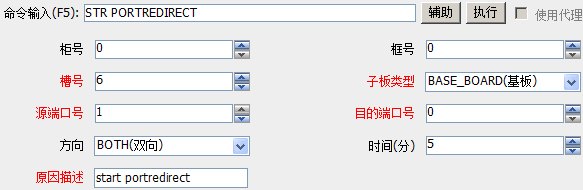 命令输入(F5): STR PORTREDIRECT 辅助 执行 使用代理
柜号 0 框号 0
槽号 6 子板类型 BASE_BOARD(基板)
源端口号 1 目的端口号 0
方向 BOTH(双向) 时间(分) 5
原因描述 start portredirect